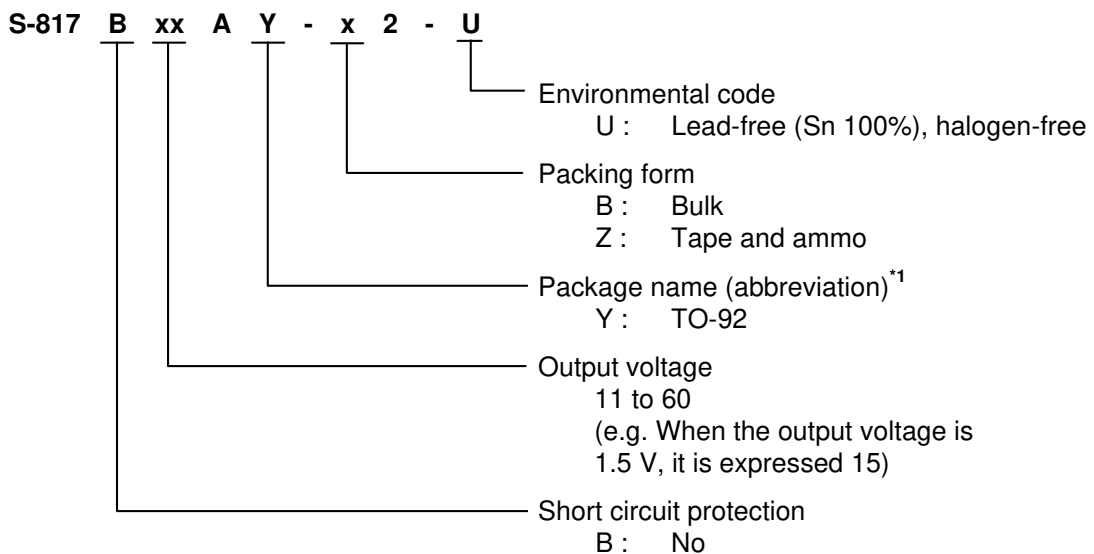 S-817 B xx A Y - x 2 - U
Environmental code
U : Lead-free (Sn 100%), halogen-free
Packing form
B : Bulk
Z : Tape and ammo
Package name (abbreviation)*1
Y : TO-92
Output voltage
11 to 60
(e.g. When the output voltage is
1.5 V, it is expressed 15)
Short circuit protection
B : No